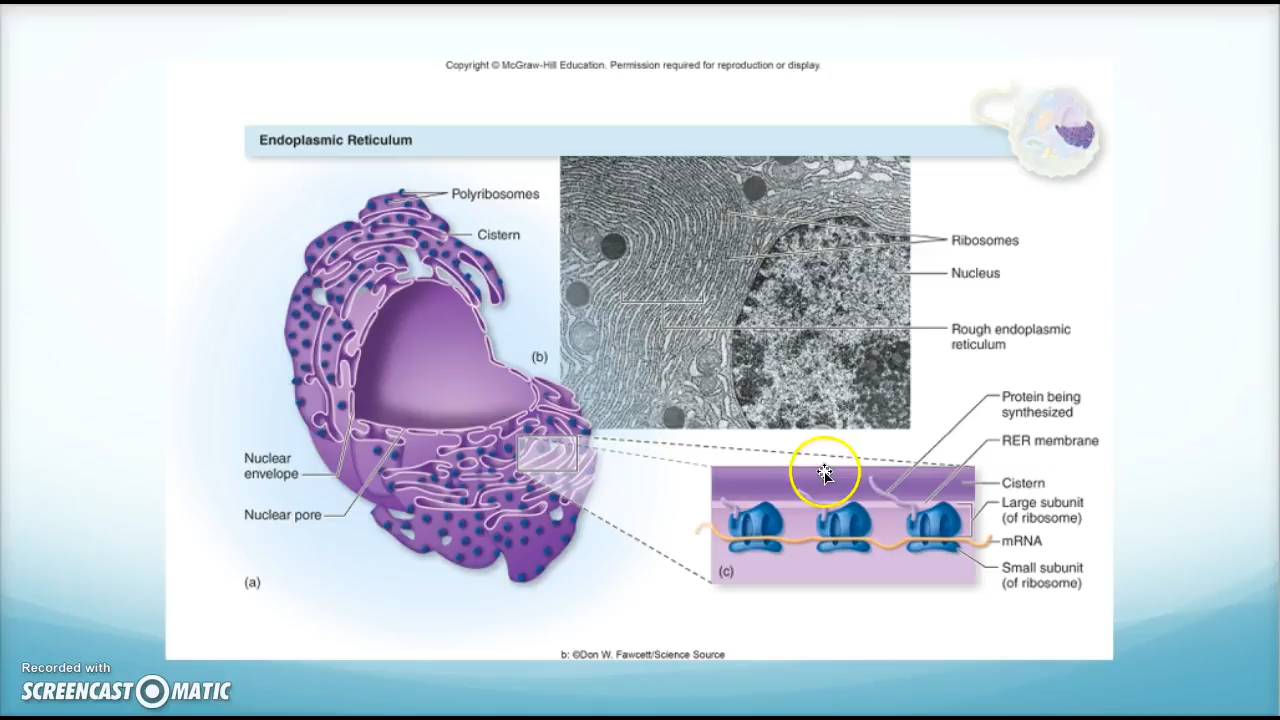 Copyright © McGraw-Hill Education. Permission required for reproduction or display.
Endoplasmic Reticulum
Polyribosomes
Cistern
Ribosomes
Nucleus
Rough endoplasmic
reticulum
(b)
Protein being
synthesized
RER membrane
Cistern
Large subunit
(of ribosome)
mRNA
Small subunit
(of ribosome)
Nuclear
envelope
Nuclear pore
(a)
(c)
b: ©Don W. Fawcett/Science Source
Recorded with
SCREENCAST MATIC